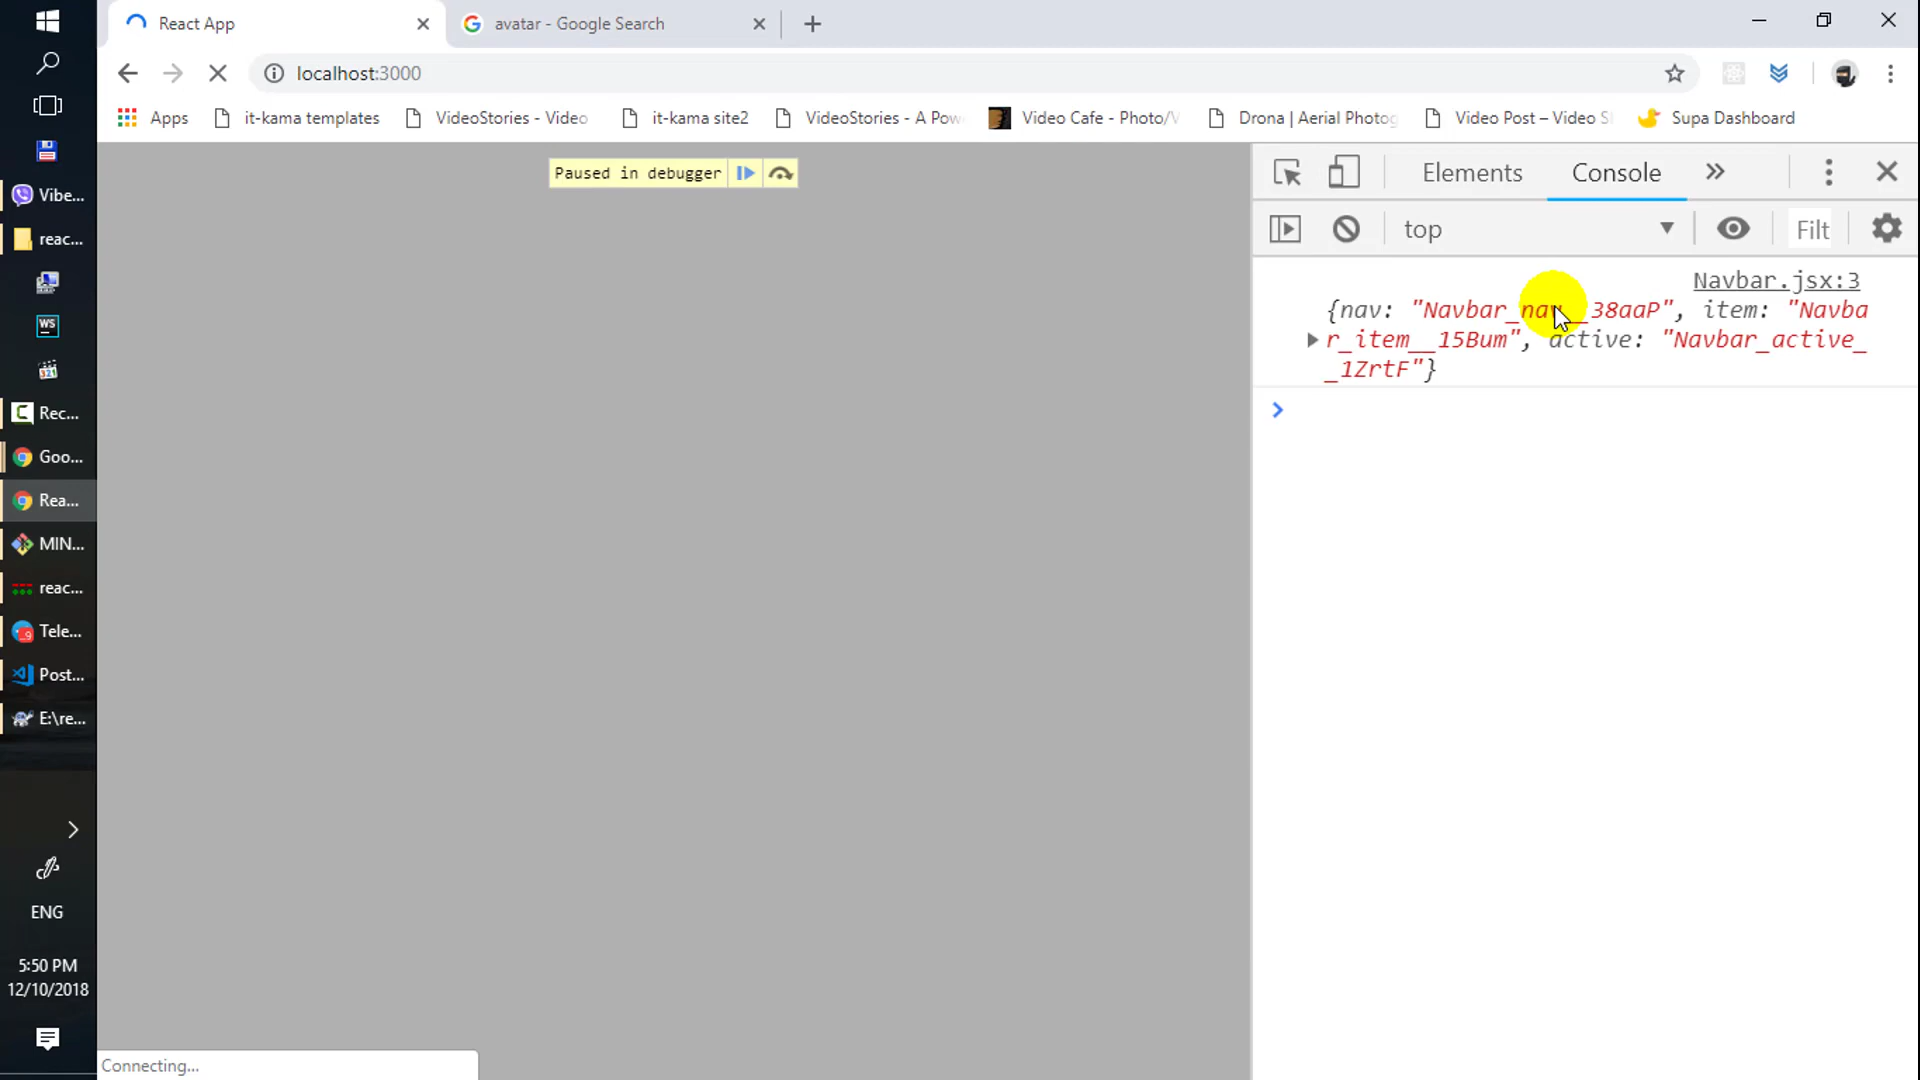 React App
avatar - Google Search
localhost:3000
Apps
it-kama templates
VideoStories - Video
it-kama site2
VideoStories - A Pow
Video Cafe - Photo/V
Drona | Aerial Photog
Video Post – Video S
Supa Dashboard
Paused in debugger
Elements
Console
top
Filt
Navbar.jsx:3
{nav: "Navbar_nav__38aaP", item: "Navba
r_item__15Bum", active: "Navbar_active_
_1ZrtF"}
Vibe...
reac...
WS
321
Rec...
Goo...
Rea...
MIN...
reac...
9
Tele...
Post...
E:\re...
ENG
5:50 PM
12/10/2018
Connecting...